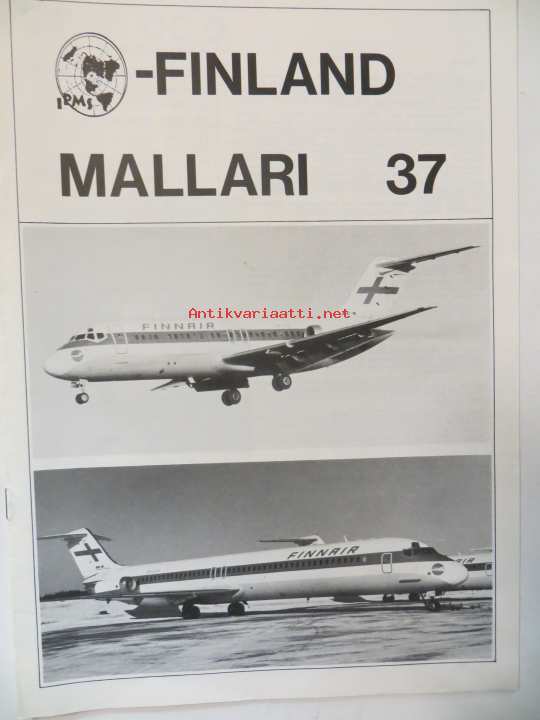 IPMS -FINLAND
MALLARI 37
FINNAIR
Antikvariaatti.net
FINNAIR